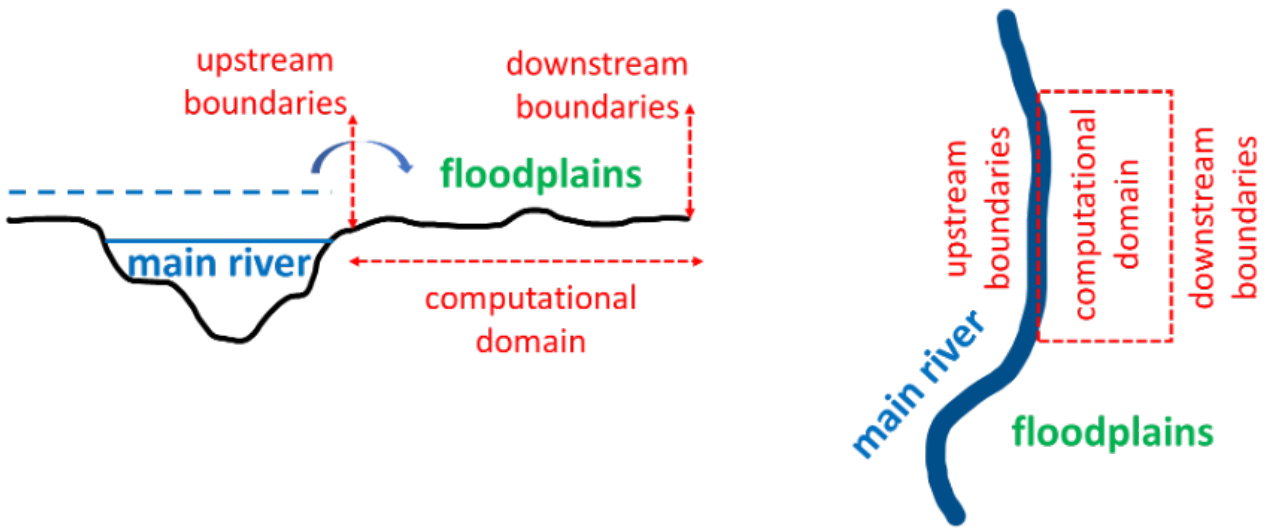 upstream
boundaries
downstream
boundaries
floodplains
main river
computational
domain
upstream
boundaries
computational
domain
downstream
boundaries
main river
floodplains